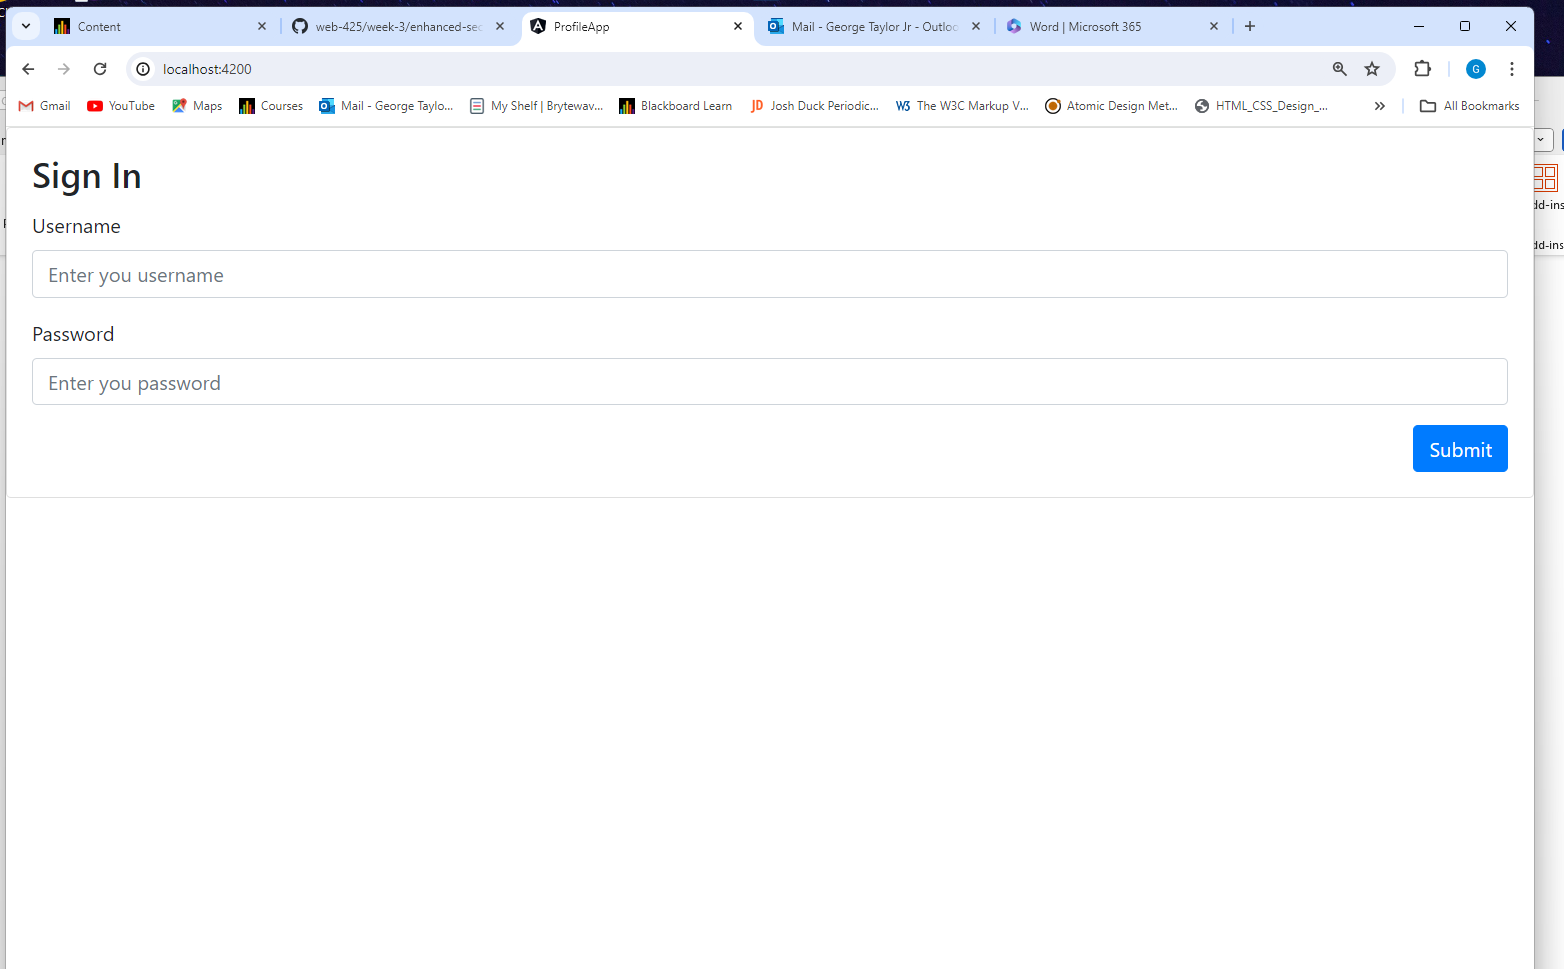 Content
web-425/week-3/enhanced-sec
ProfileApp
Mail - George Taylor Jr - Outloo
Word | Microsoft 365
localhost:4200
G
Gmail
YouTube
Maps
Courses
Mail - George Taylo...
My Shelf | Brytewav...
Blackboard Learn
JD Josh Duck Periodic...
W3 The W3C Markup V...
Atomic Design Met...
HTML_CSS_Design_...
All Bookmarks
Sign In
Username
Enter you username
Password
Enter you password
Submit
dd-ins
dd-ins